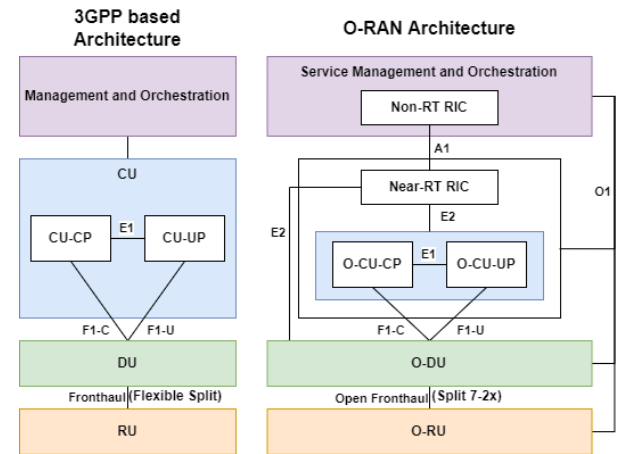 3GPP based
Architecture
Management and Orchestration
CU
CU-CP
E1
CU-UP
F1-C
F1-U
DU
Fronthaul (Flexible Split)
RU
O-RAN Architecture
Service Management and Orchestration
Non-RT RIC
A1
Near-RT RIC
O1
E2
E2
O-CU-CP
E1
O-CU-UP
F1-C
F1-U
O-DU
Open Fronthaul (Split 7-2x)
O-RU